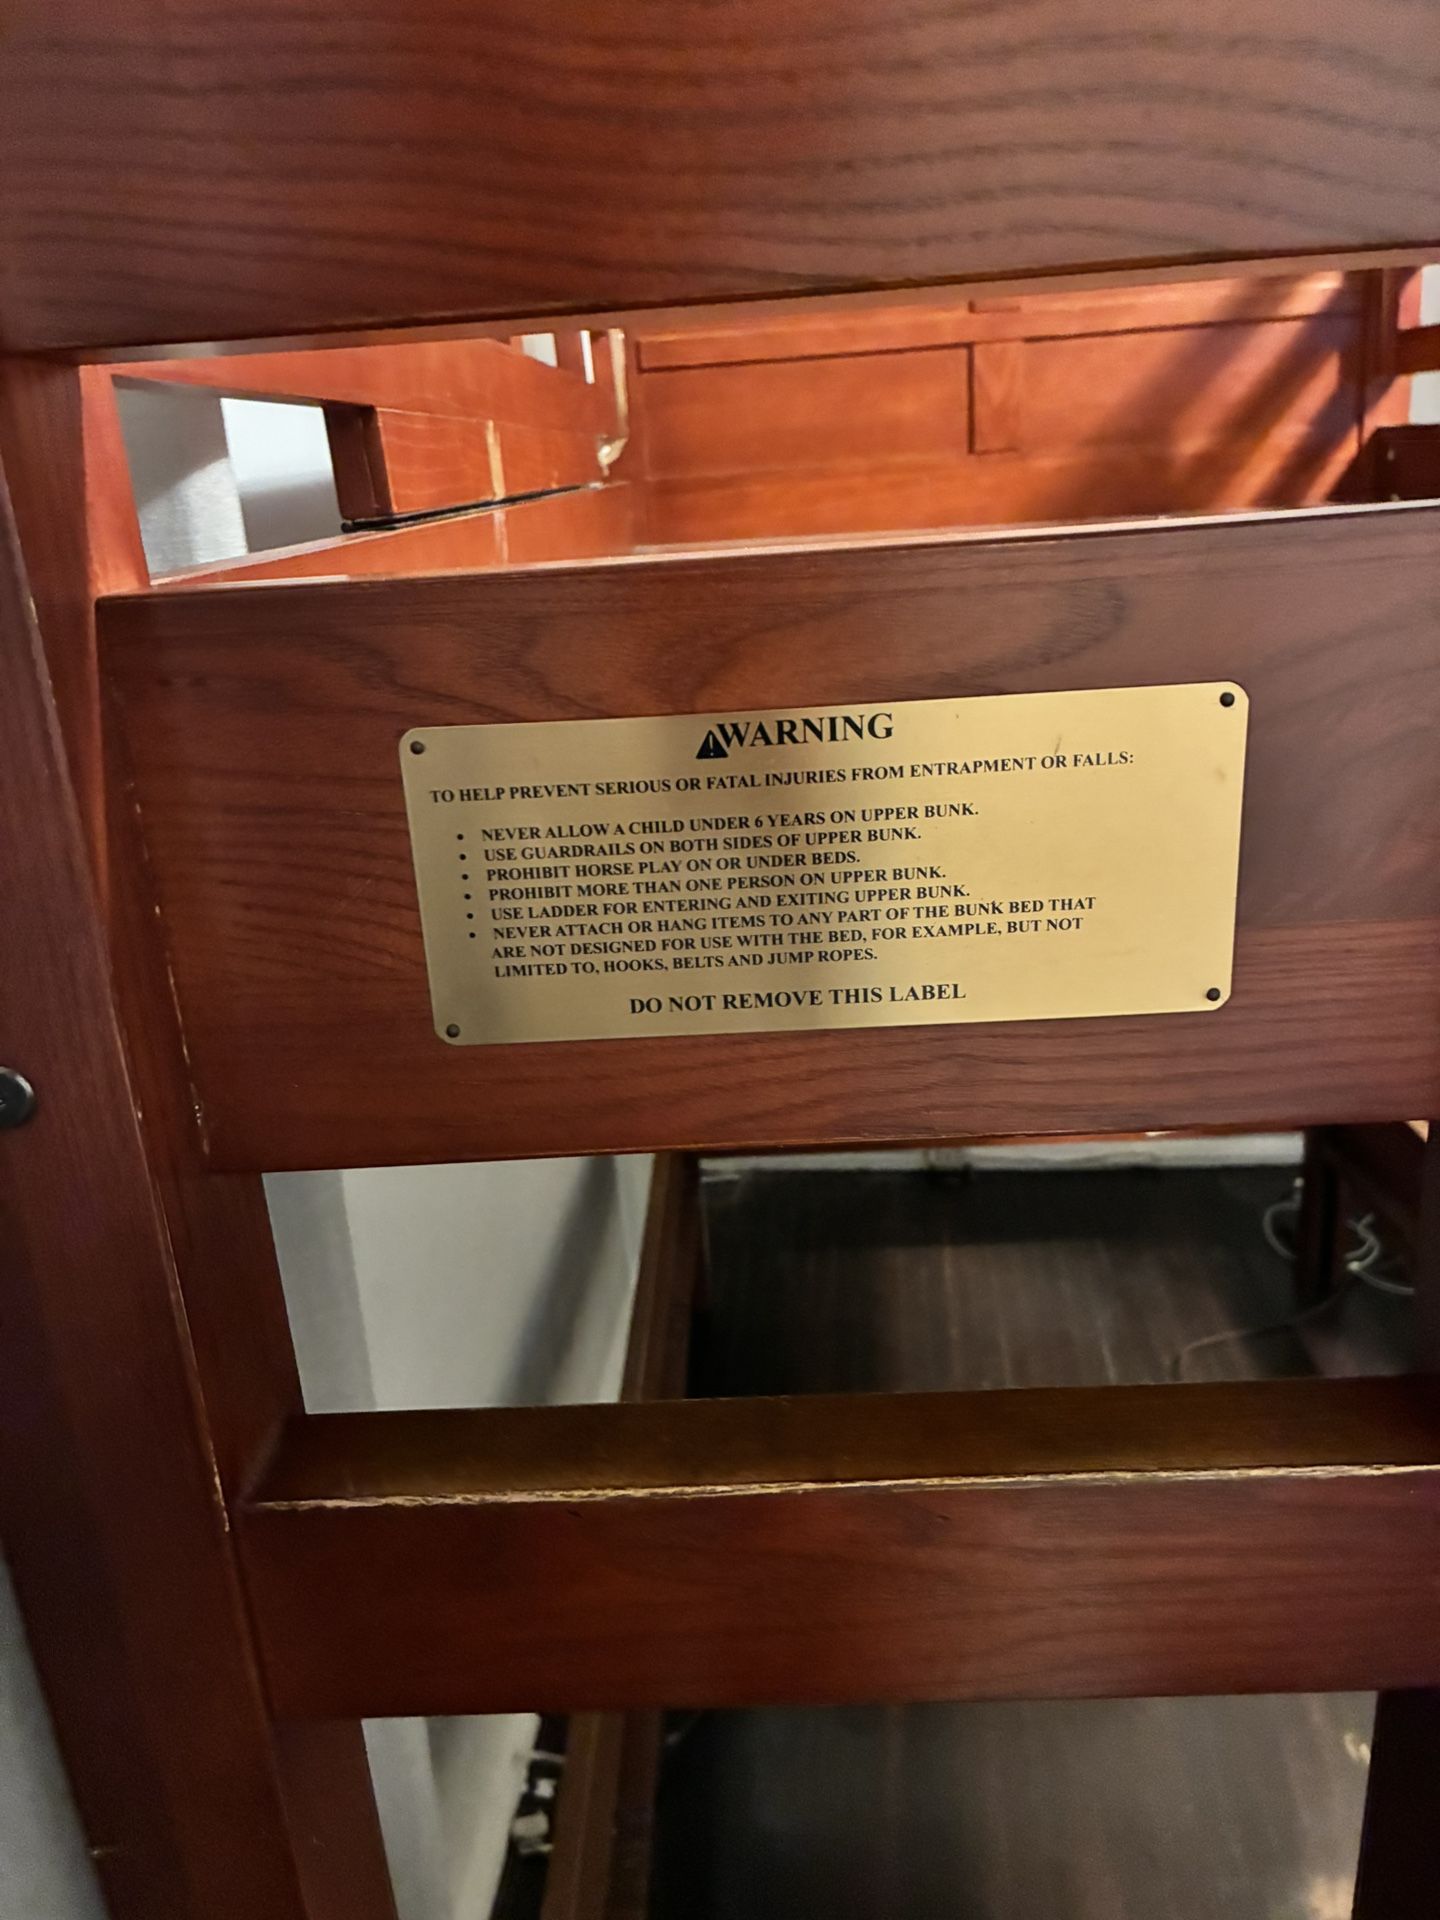 WARNING
TO HELP PREVENT SERIOUS OR FATAL INJURIES FROM ENTRAPMENT OR FALLS:
• NEVER ALLOW A CHILD UNDER 6 YEARS ON UPPER BUNK.
• USE GUARDRAILS ON BOTH SIDES OF UPPER BUNK.
• PROHIBIT HORSE PLAY ON OR UNDER BEDS.
• PROHIBIT MORE THAN ONE PERSON ON UPPER BUNK.
• USE LADDER FOR ENTERING AND EXITING UPPER BUNK.
• NEVER ATTACH OR HANG ITEMS TO ANY PART OF THE BUNK BED THAT
ARE NOT DESIGNED FOR USE WITH THE BED, FOR EXAMPLE, BUT NOT
LIMITED TO, HOOKS, BELTS AND JUMP ROPES.
DO NOT REMOVE THIS LABEL